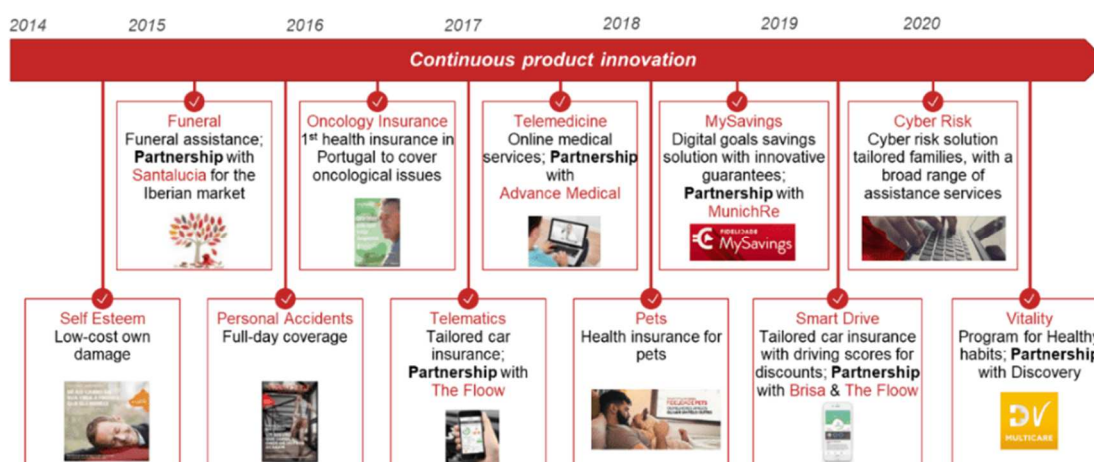 2014 2015 2016 2017 2018 2019 2020
Continuous product innovation
Funeral
Funeral assistance;
Partnership with
Santalucia for the
Iberian market
Oncology Insurance
1st health insurance in
Portugal to cover
oncological issues
Telemedicine
Online medical
services; Partnership
with
Advance Medical
MySavings
Digital goals savings
solution with innovative
guarantees;
Partnership with
MunichRe
FIDELIDADE
MySavings
Cyber Risk
Cyber risk solution
tailored families, with a
broad range of
assistance services
Self Esteem
Low-cost own
damage
Personal Accidents
Full-day coverage
Telematics
Tailored car
insurance;
Partnership with
The Floow
Pets
Health insurance for
pets
FIDELIDADE PETS
Smart Drive
Tailored car insurance
with driving scores for
discounts; Partnership
with Brisa & The Floow
Vitality
Program for Healthy
habits; Partnership
with Discovery
DV
MULTICARE